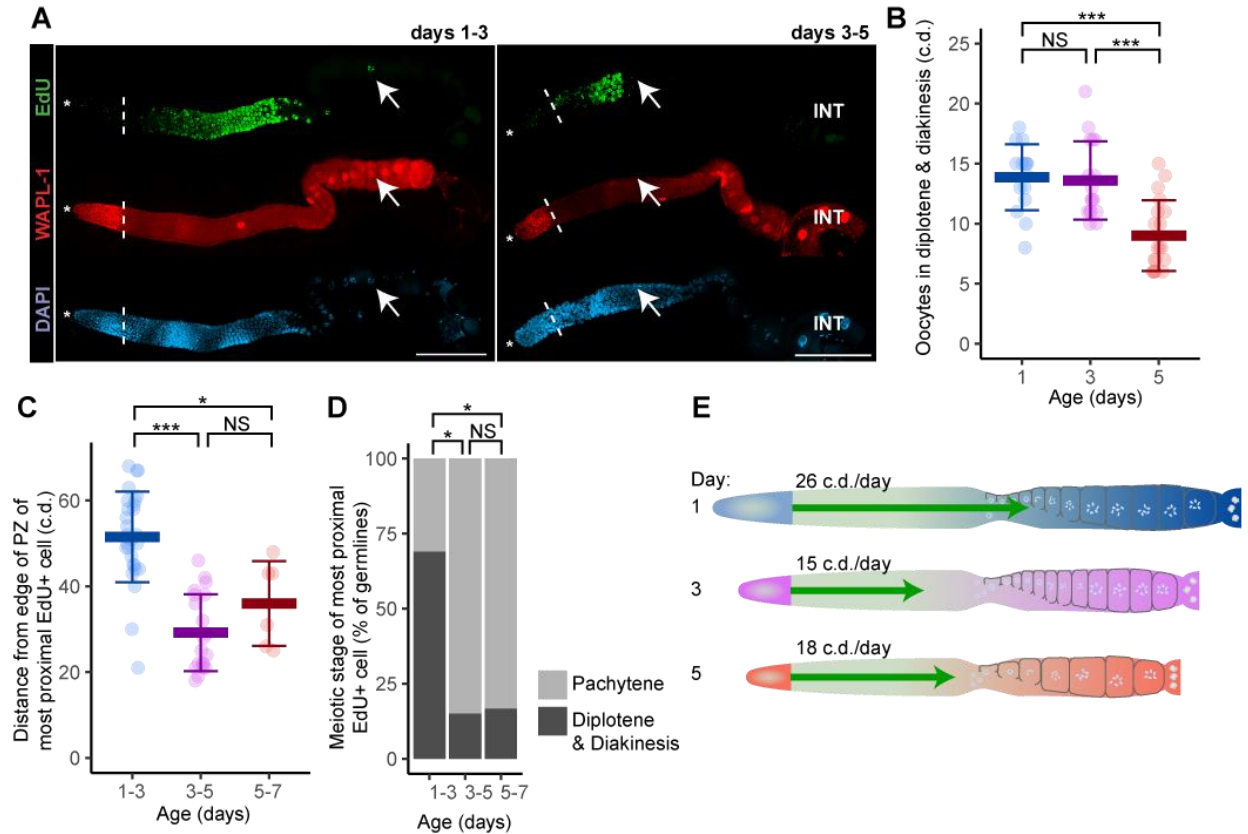 A
days 1-3
days 3-5
EdU
WAPL-1
DAPI
*
*
*
*
*
*
INT
INT
INT
B
***
NS
***
Oocytes in diplotene & diakinesis (c.d.)
25
20
15
10
5
0
1
3
5
Age (days)
C
*
***
NS
Distance from edge of PZ of
most proximal EdU+ cell (c.d.)
60
40
20
0
1-3
3-5
5-7
Age (days)
D
*
*
NS
Meiotic stage of most proximal
EdU+ cell (% of germlines)
100
75
50
25
0
1-3
3-5
5-7
Age (days)
Pachytene
Diplotene
& Diakinesis
E
Day:
1
26 c.d./day
3
15 c.d./day
5
18 c.d./day